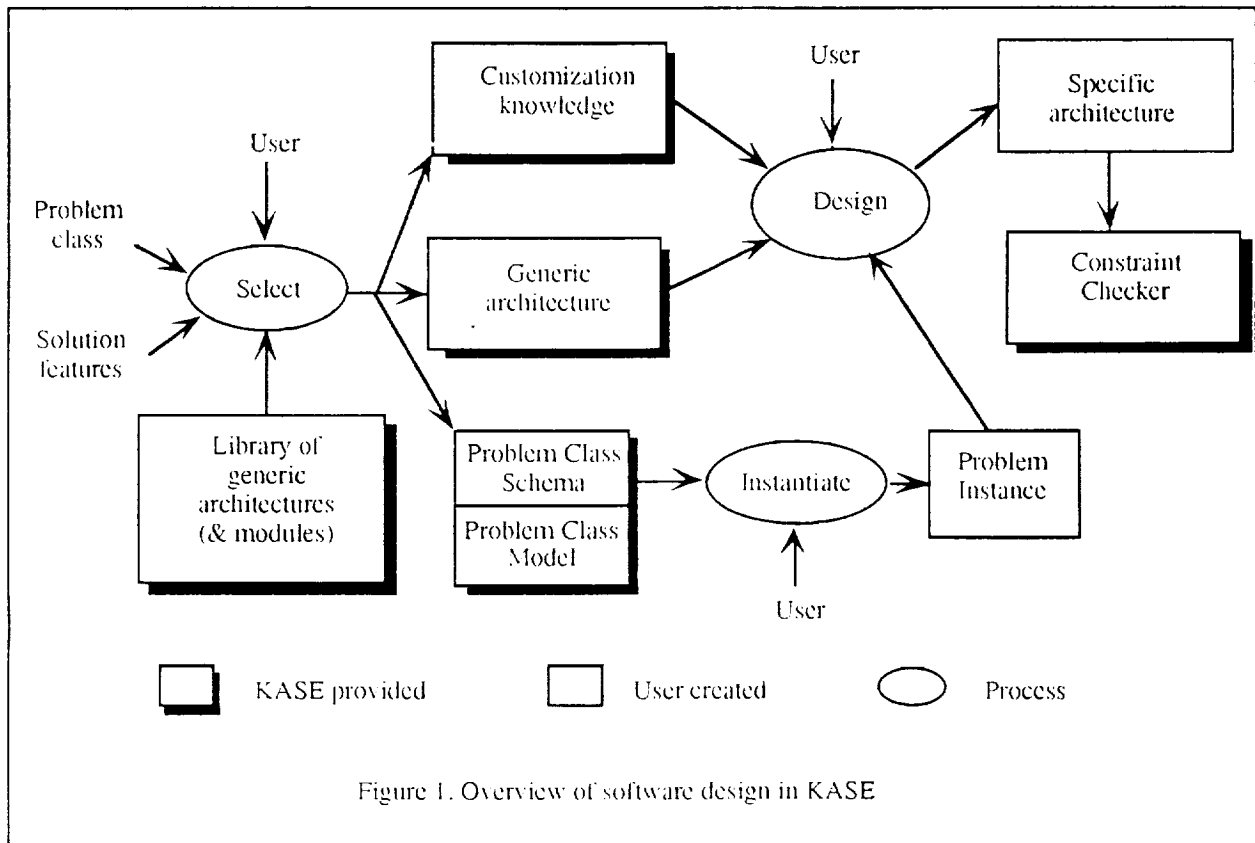 Customization
knowledge
User
Specific
architecture
User
Problem
class
Select
Solution
features
Generic
architecture
Design
Constraint
Checker
Library of
generic
architectures
(& modules)
Problem Class
Schema
Problem Class
Model
Instantiate
Problem
Instance
User
KASE provided
User created
Process
Figure 1. Overview of software design in KASE